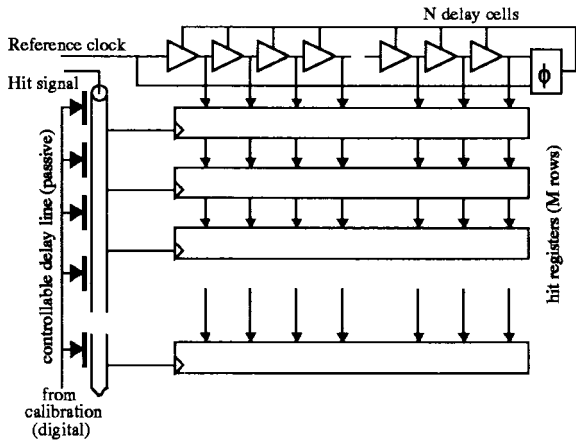 N delay cells
Reference clock
ϕ
Hit signal
controllable delay line (passive)
hit registers (M rows)
from
calibration
(digital)